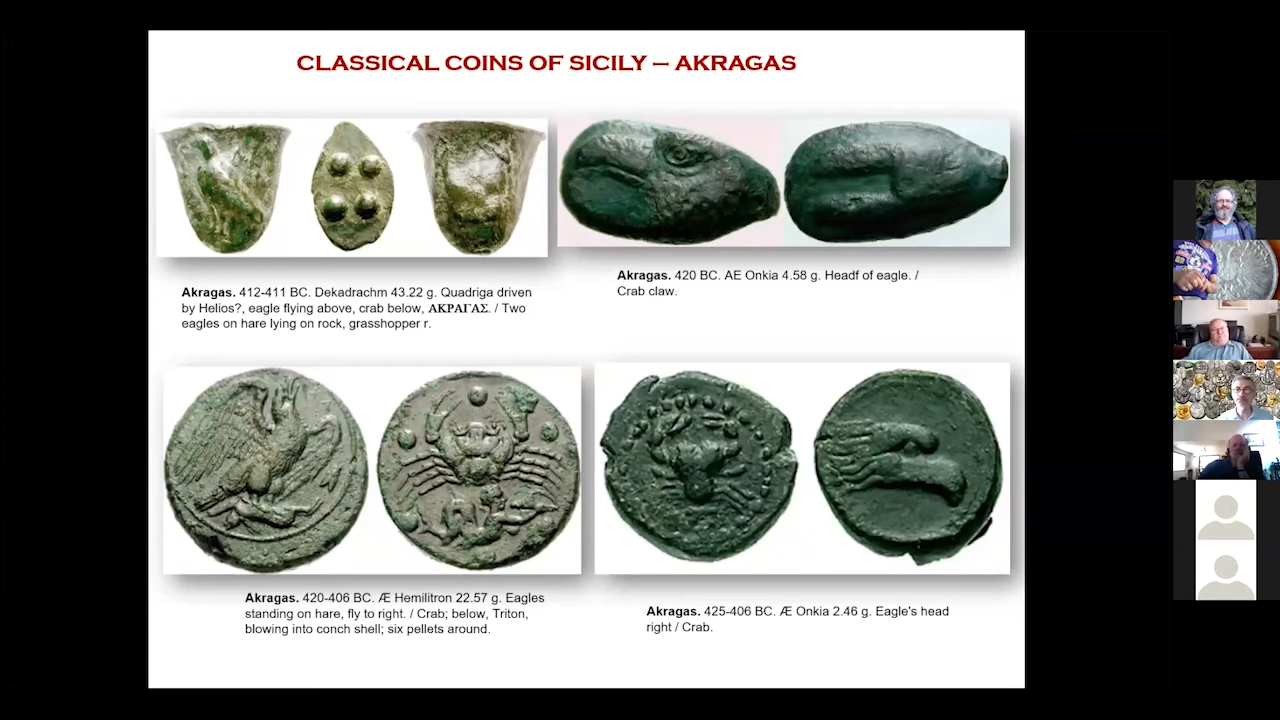 CLASSICAL COINS OF SICILY – AKRAGAS
Akragas. 412-411 BC. Dekadrachm 43.22 g. Quadriga driven
by Helios?, eagle flying above, crab below, ΑΚΡΑΓΑΣ. / Two
eagles on hare lying on rock, grasshopper r.
Akragas. 420 BC. AE Onkia 4.58 g. Headf of eagle. /
Crab claw.
Akragas. 420-406 BC. Æ Hemilitron 22.57 g. Eagles
standing on hare, fly to right. / Crab; below, Triton,
blowing into conch shell; six pellets around.
Akragas. 425-406 BC. Æ Onkia 2.46 g. Eagle's head
right / Crab.